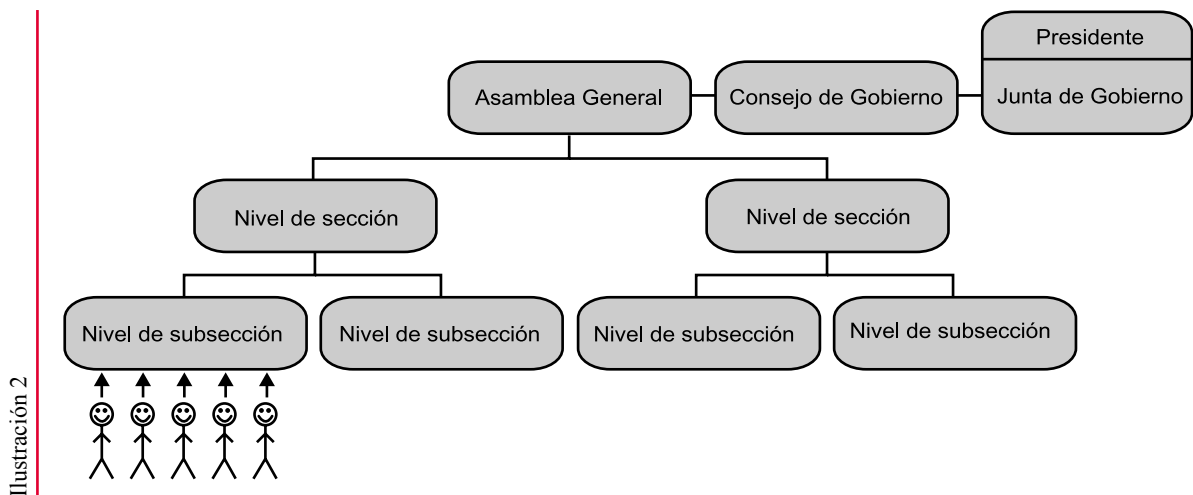 Presidente
Asamblea General
Consejo de Gobierno
Junta de Gobierno
Nivel de sección
Nivel de sección
Nivel de subsección
Nivel de subsección
Nivel de subsección
Nivel de subsección
Ilustración 2